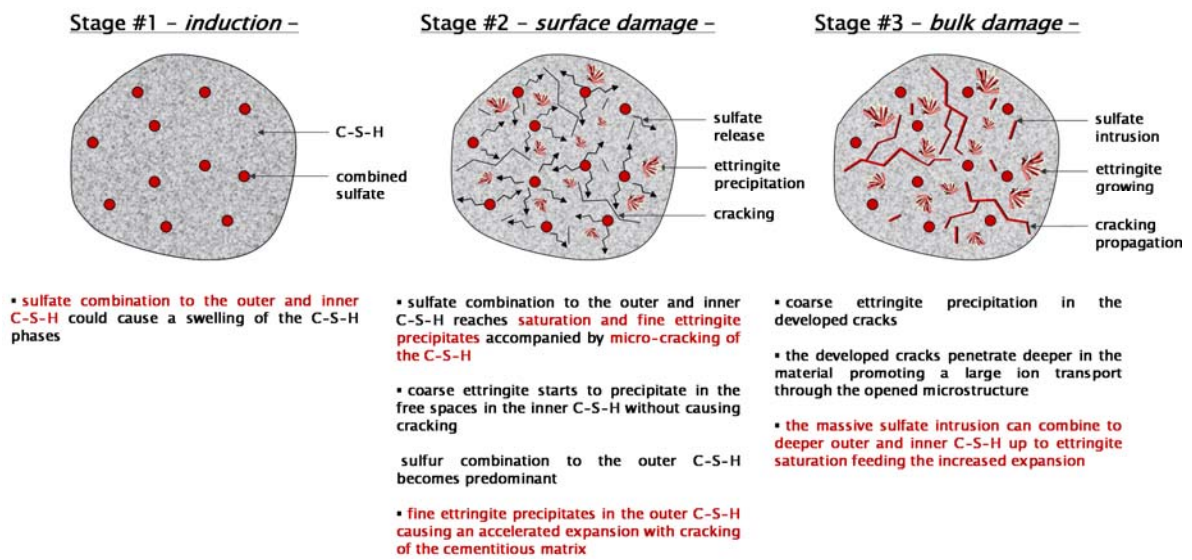 Stage #1 – induction –
C-S-H
combined
sulfate
▪ sulfate combination to the outer and inner
C-S-H could cause a swelling of the C-S-H
phases
Stage #2 – surface damage –
sulfate
release
ettringite
precipitation
cracking
▪ sulfate combination to the outer and inner
C-S-H reaches saturation and fine ettringite
precipitates accompanied by micro-cracking
of the C-S-H
▪ coarse ettringite starts to precipitate in the
free spaces in the inner C-S-H without causing
cracking
sulfur combination to the outer C-S-H
becomes predominant
▪ fine ettringite precipitates in the outer C-S-H
causing an accelerated expansion with cracking
of the cementitious matrix
Stage #3 – bulk damage –
sulfate
intrusion
ettringite
growing
cracking
propagation
▪ coarse ettringite precipitation in the
developed cracks
▪ the developed cracks penetrate deeper in the
material promoting a large ion transport
through the opened microstructure
▪ the massive sulfate intrusion can combine to
deeper outer and inner C-S-H up to ettringite
saturation feeding the increased expansion